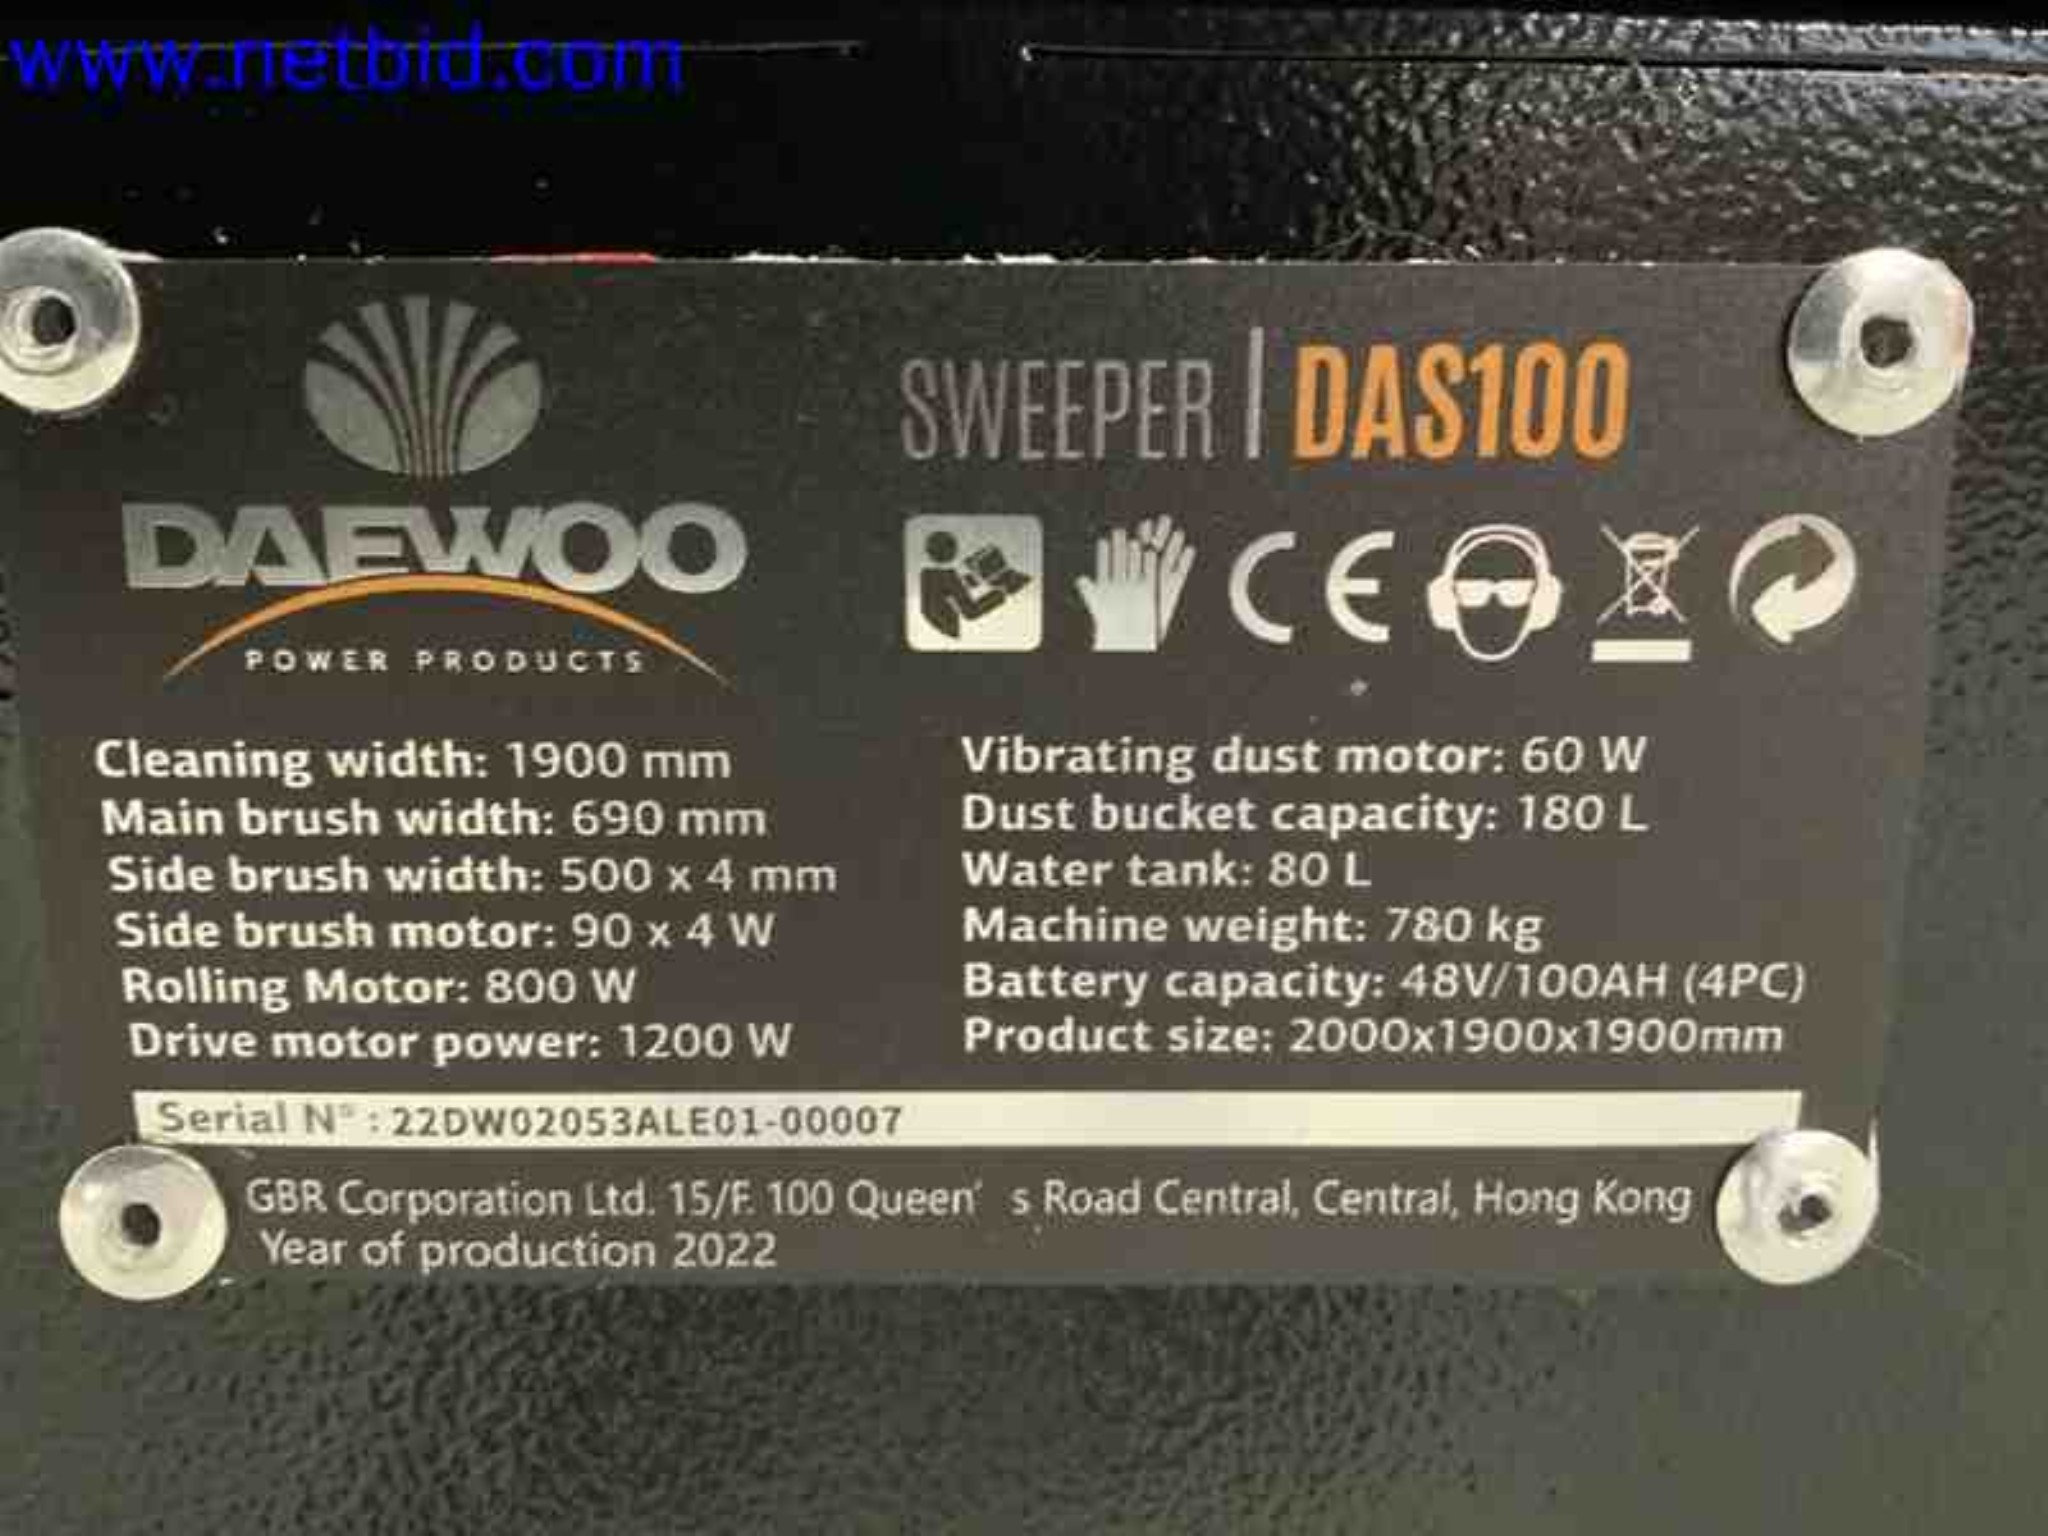 www.netbid.com
SWEEPER | DAS100
DAEWOO
POWER PRODUCTS
CE
Cleaning width: 1900 mm
Main brush width: 690 mm
Side brush width: 500 x 4 mm
Side brush motor: 90 x 4 W
Rolling Motor: 800 W
Drive motor power: 1200 W
Vibrating dust motor: 60 W
Dust bucket capacity: 180 L
Water tank: 80 L
Machine weight: 780 kg
Battery capacity: 48V/100AH (4PC)
Product size: 2000x1900x1900mm
Serial N° : 22DW02053ALE01-00007
GBR Corporation Ltd. 15/F. 100 Queen' s Road Central, Central, Hong Kong
Year of production 2022